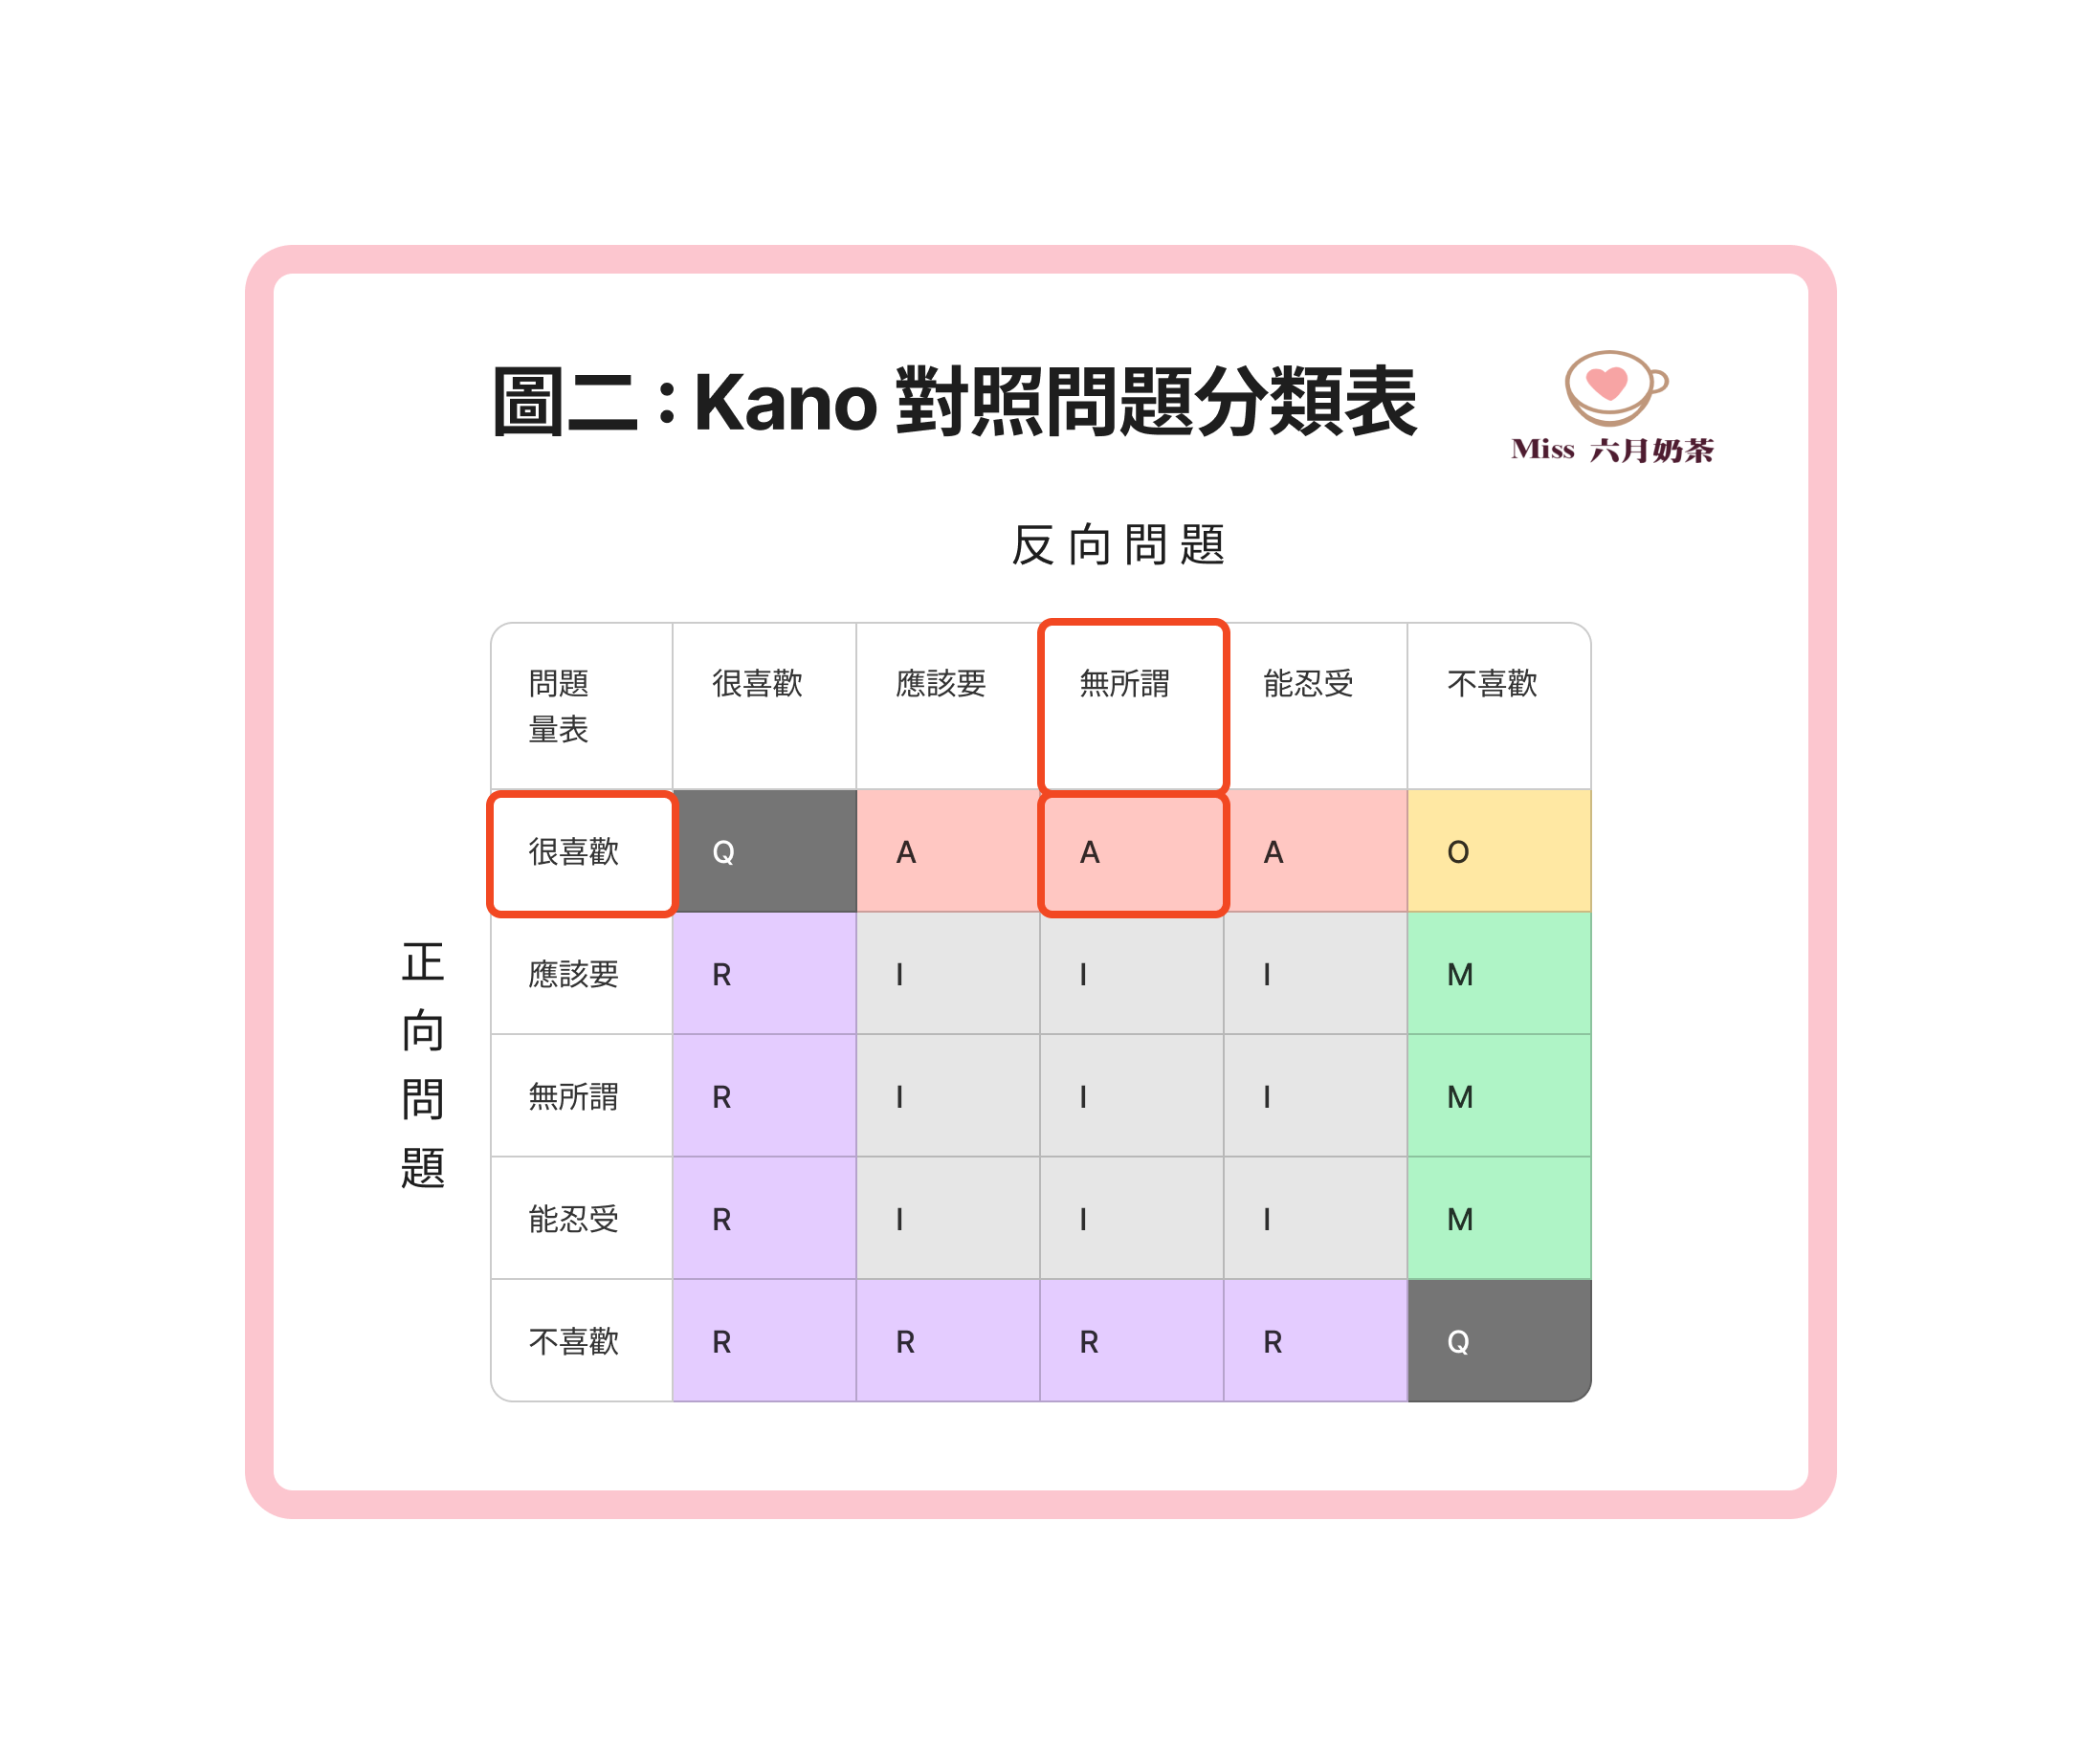 圖二：Kano 對照問題分類表
Miss 六月奶茶
反向問題
問題
量表
很喜歡
應該要
無所謂
能忍受
不喜歡
正向問題
很喜歡 Q A A A O
應該要 R I I I M
無所謂 R I I I M
能忍受 R I I I M
不喜歡 R R R R Q